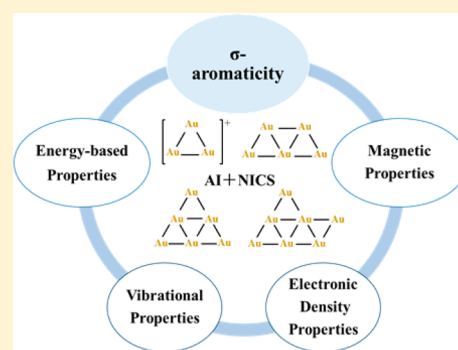 σ-
aromaticity
Energy-based
Properties
Magnetic
Properties
Au +
Au Au
Au Au
Au Au Au
AI+NICS
Au
Au Au
Au Au Au
Au
Au Au Au
Au Au Au
Vibrational
Properties
Electronic
Density
Properties